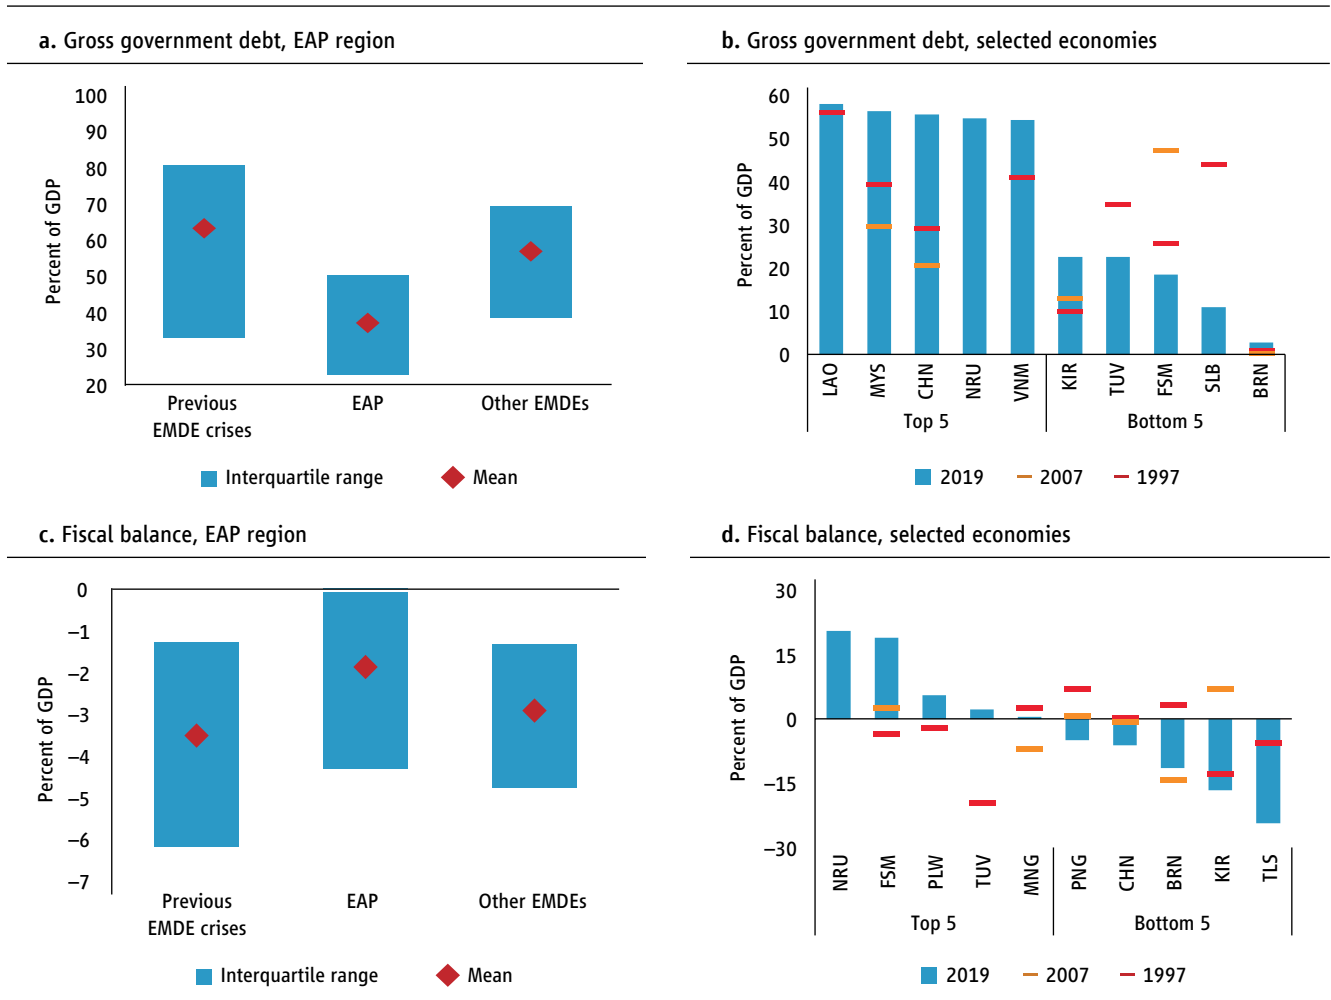 a. Gross government debt, EAP region
Percent of GDP
100
90
80
70
60
50
40
30
20
Previous
EMDE crises
EAP
Other EMDEs
Interquartile range
Mean
b. Gross government debt, selected economies
Percent of GDP
60
50
40
30
20
10
0
LAO
MYS
CHN
NRU
VNM
KIR
TUV
FSM
SLB
BRN
Top 5
Bottom 5
2019
2007
1997
c. Fiscal balance, EAP region
Percent of GDP
0
–1
–2
–3
–4
–5
–6
–7
Previous
EMDE crises
EAP
Other EMDEs
Interquartile range
Mean
d. Fiscal balance, selected economies
Percent of GDP
30
15
0
–15
–30
NRU
FSM
PLW
TUV
MNG
PNG
CHN
BRN
KIR
TLS
Top 5
Bottom 5
2019
2007
1997